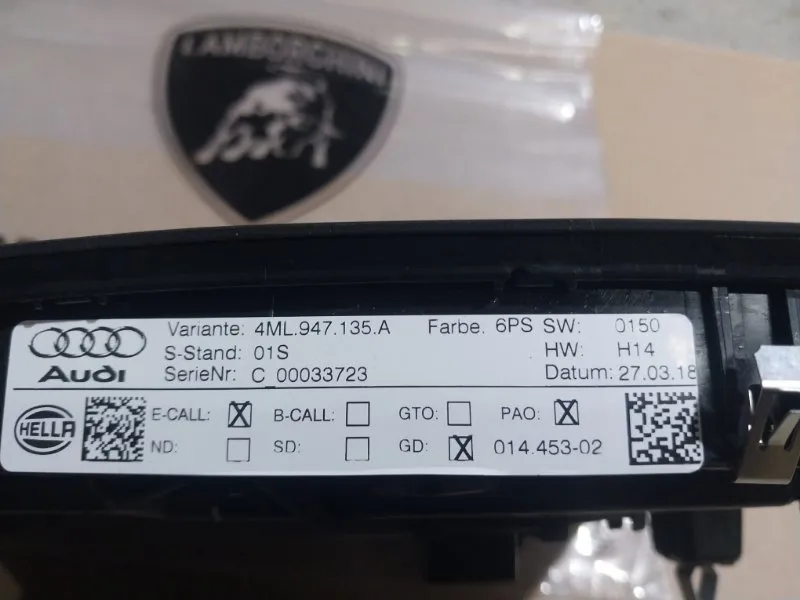 LAMBORGHINI
Variante: 4ML.947.135.A Farbe. 6PS SW: 0150
S-Stand: 01S HW: H14
Audi SerieNr: C_00033723 Datum: 27.03.18
HELLA E-CALL: B-CALL: GTO: PAO:
ND: SD: GD: 014.453-02